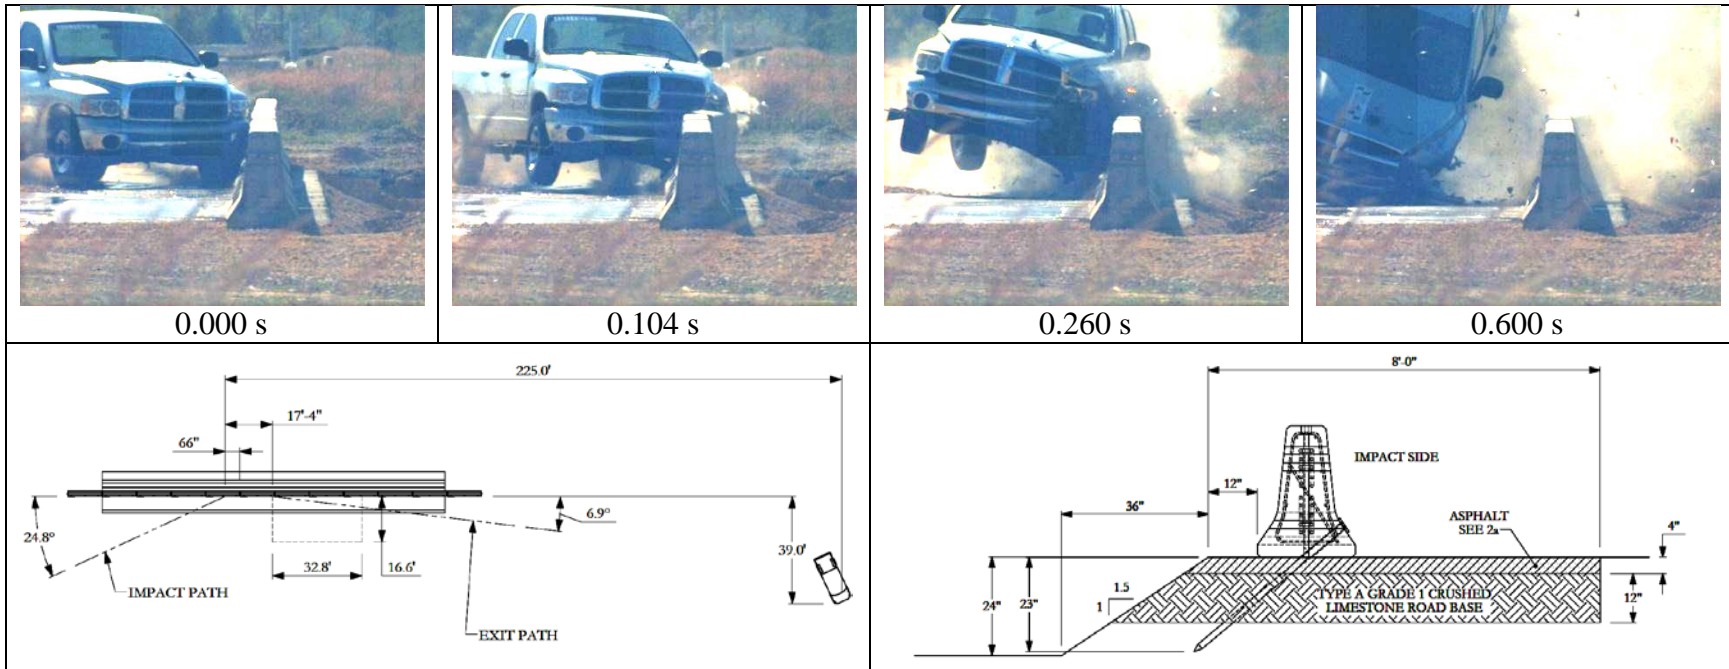 0.000 s
0.104 s
0.260 s
0.600 s
225.0'
17'-4"
66"
24.8°
6.9°
39.0'
32.8'
16.6'
IMPACT PATH
EXIT PATH
8'-0"
IMPACT SIDE
12"
36"
ASPHALT
SEE 2a
4"
24"
23"
1.5
1
TYPE A GRADE 1 CRUSHED
LIMESTONE ROAD BASE
12"